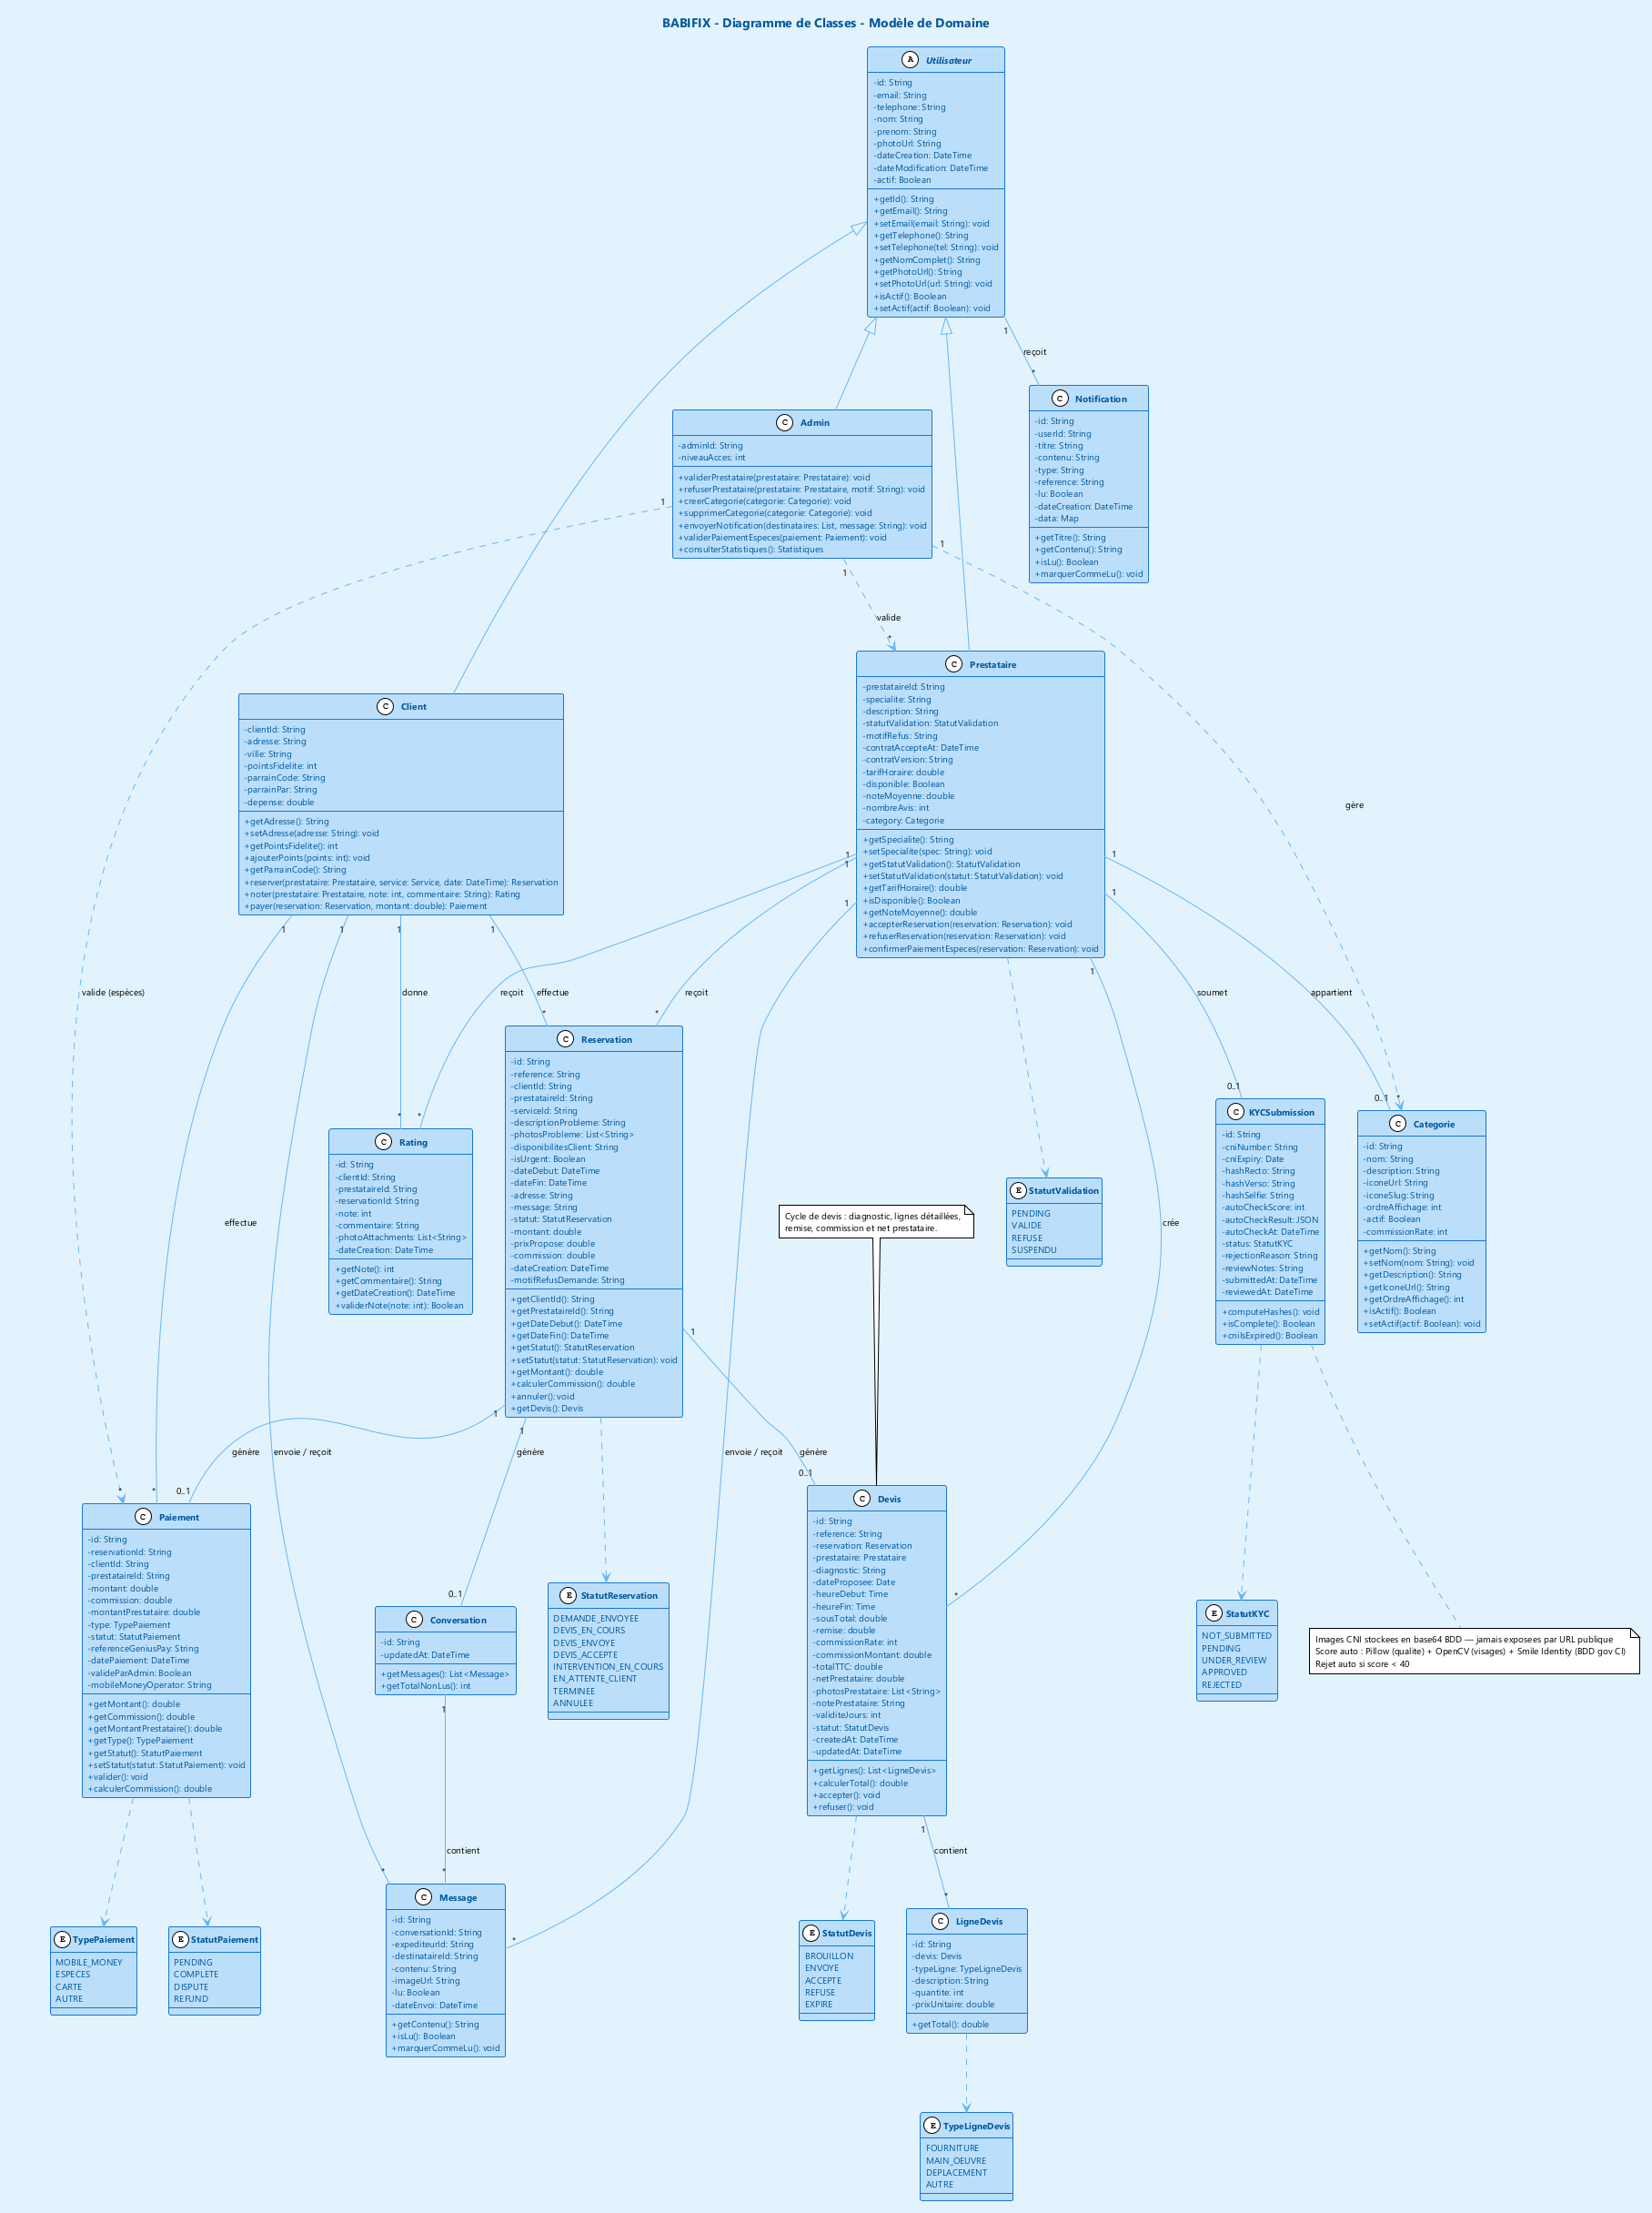 BABIFIX - Diagramme de Classes - Modèle de Domaine
A Utilisateur
-id: String
-email: String
-telephone: String
-nom: String
-prenom: String
-photoUrl: String
-dateCreation: DateTime
-dateModification: DateTime
-actif: Boolean
+getId(): String
+getEmail(): String
+setEmail(email: String): void
+getTelephone(): String
+setTelephone(tel: String): void
+getNomComplet(): String
+getPhotoUrl(): String
+setPhotoUrl(url: String): void
+isActif(): Boolean
+setActif(actif: Boolean): void
1
reçoit
*
C Notification
-id: String
-userId: String
-titre: String
-contenu: String
-type: String
-reference: String
-lu: Boolean
-dateCreation: DateTime
-data: Map
+getTitre(): String
+getContenu(): String
+isLu(): Boolean
+marquerCommeLu(): void
C Admin
-adminId: String
-niveauAcces: int
+validerPrestataire(prestataire: Prestataire): void
+refuserPrestataire(prestataire: Prestataire, motif: String): void
+creerCategorie(categorie: Categorie): void
+supprimerCategorie(categorie: Categorie): void
+envoyerNotification(destinataires: List, message: String): void
+validerPaiementEspeces(paiement: Paiement): void
+consulterStatistiques(): Statistiques
1
1
1
valide
*
C Prestataire
-prestataireId: String
-specialite: String
-description: String
-statutValidation: StatutValidation
-motifRefus: String
-contratAccepteAt: DateTime
-contratVersion: String
-tarifHoraire: double
-disponible: Boolean
-noteMoyenne: double
-nombreAvis: int
-category: Categorie
+getSpecialite(): String
+setSpecialite(spec: String): void
+getStatutValidation(): StatutValidation
+setStatutValidation(statut: StatutValidation): void
+getTarifHoraire(): double
+isDisponible(): Boolean
+getNoteMoyenne(): double
+accepterReservation(reservation: Reservation): void
+refuserReservation(reservation: Reservation): void
+confirmerPaiementEspeces(reservation: Reservation): void
1
1
1
1
1
1
gère
C Client
-clientId: String
-adresse: String
-ville: String
-pointsFidelite: int
-parrainCode: String
-parrainPar: String
-depense: double
+getAdresse(): String
+setAdresse(adresse: String): void
+getPointsFidelite(): int
+ajouterPoints(points: int): void
+getParrainCode(): String
+reserver(prestataire: Prestataire, service: Service, date: DateTime): Reservation
+noter(prestataire: Prestataire, note: int, commentaire: String): Rating
+payer(reservation: Reservation, montant: double): Paiement
1
1
1
1
valide (espèces)
donne
reçoit
effectue
reçoit
soumet
appartient
*
*
*
*
0..1
0..1
*
C Reservation
-id: String
-reference: String
-clientId: String
-prestataireId: String
-serviceId: String
-descriptionProbleme: String
-photosProbleme: List<String>
-disponibilitesClient: String
-isUrgent: Boolean
-dateDebut: DateTime
-dateFin: DateTime
-adresse: String
-message: String
-statut: StatutReservation
-montant: double
-prixPropose: double
-commission: double
-dateCreation: DateTime
-motifRefusDemande: String
+getClientId(): String
+getPrestataireId(): String
+getDateDebut(): DateTime
+getDateFin(): DateTime
+getStatut(): StatutReservation
+setStatut(statut: StatutReservation): void
+getMontant(): double
+calculerCommission(): double
+annuler(): void
+getDevis(): Devis
1
1
1
C Rating
-id: String
-clientId: String
-prestataireId: String
-reservationId: String
-note: int
-commentaire: String
-photoAttachments: List<String>
-dateCreation: DateTime
+getNote(): int
+getCommentaire(): String
+getDateCreation(): DateTime
+validerNote(note: int): Boolean
C KYCSubmission
-id: String
-cniNumber: String
-cniExpiry: Date
-hashRecto: String
-hashVerso: String
-hashSelfie: String
-autoCheckScore: int
-autoCheckResult: JSON
-autoCheckAt: DateTime
-status: StatutKYC
-rejectionReason: String
-reviewNotes: String
-submittedAt: DateTime
-reviewedAt: DateTime
+computeHashes(): void
+isComplete(): Boolean
+cniIsExpired(): Boolean
C Categorie
-id: String
-nom: String
-description: String
-iconeUrl: String
-iconeSlug: String
-ordreAffichage: int
-actif: Boolean
-commissionRate: int
+getNom(): String
+setNom(nom: String): void
+getDescription(): String
+getIconeUrl(): String
+getOrdreAffichage(): int
+isActif(): Boolean
+setActif(actif: Boolean): void
E StatutValidation
PENDING
VALIDE
REFUSE
SUSPENDU
Cycle de devis : diagnostic, lignes détaillées,
remise, commission et net prestataire.
effectue
crée
génère
envoie / reçoit
génère
envoie / reçoit
génère
*
*
0..1
0..1
0..1
*
C Paiement
-id: String
-reservationId: String
-clientId: String
-prestataireId: String
-montant: double
-commission: double
-montantPrestataire: double
-type: TypePaiement
-statut: StatutPaiement
-referenceGeniusPay: String
-datePaiement: DateTime
-valideParAdmin: Boolean
-mobileMoneyOperator: String
+getMontant(): double
+getCommission(): double
+getMontantPrestataire(): double
+getType(): TypePaiement
+getStatut(): StatutPaiement
+setStatut(statut: StatutPaiement): void
+valider(): void
+calculerCommission(): double
C Conversation
-id: String
-updatedAt: DateTime
+getMessages(): List<Message>
+getTotalNonLus(): int
1
contient
*
*
*
E StatutReservation
DEMANDE_ENVOYEE
DEVIS_EN_COURS
DEVIS_ENVOYE
DEVIS_ACCEPTE
INTERVENTION_EN_COURS
EN_ATTENTE_CLIENT
TERMINEE
ANNULEE
C Devis
-id: String
-reference: String
-reservation: Reservation
-prestataire: Prestataire
-diagnostic: String
-dateProposee: Date
-heureDebut: Time
-heureFin: Time
-sousTotal: double
-remise: double
-commissionRate: int
-commissionMontant: double
-totalTTC: double
-netPrestataire: double
-photosPrestataire: List<String>
-notePrestataire: String
-validiteJours: int
-statut: StatutDevis
-createdAt: DateTime
-updatedAt: DateTime
+getLignes(): List<LigneDevis>
+calculerTotal(): double
+accepter(): void
+refuser(): void
1
contient
*
E StatutKYC
NOT_SUBMITTED
PENDING
UNDER_REVIEW
APPROVED
REJECTED
Images CNI stockees en base64 BDD — jamais exposees par URL publique
Score auto : Pillow (qualite) + OpenCV (visages) + Smile Identity (BDD gov CI)
Rejet auto si score < 40
E TypePaiement
MOBILE_MONEY
ESPECES
CARTE
AUTRE
E StatutPaiement
PENDING
COMPLETE
DISPUTE
REFUND
C Message
-id: String
-conversationId: String
-expediteurId: String
-destinataireId: String
-contenu: String
-imageUrl: String
-lu: Boolean
-dateEnvoi: DateTime
+getContenu(): String
+isLu(): Boolean
+marquerCommeLu(): void
E StatutDevis
BROUILLON
ENVOYE
ACCEPTE
REFUSE
EXPIRE
C LigneDevis
-id: String
-devis: Devis
-typeLigne: TypeLigneDevis
-description: String
-quantite: int
-prixUnitaire: double
+getTotal(): double
E TypeLigneDevis
FOURNITURE
MAIN_OEUVRE
DEPLACEMENT
AUTRE